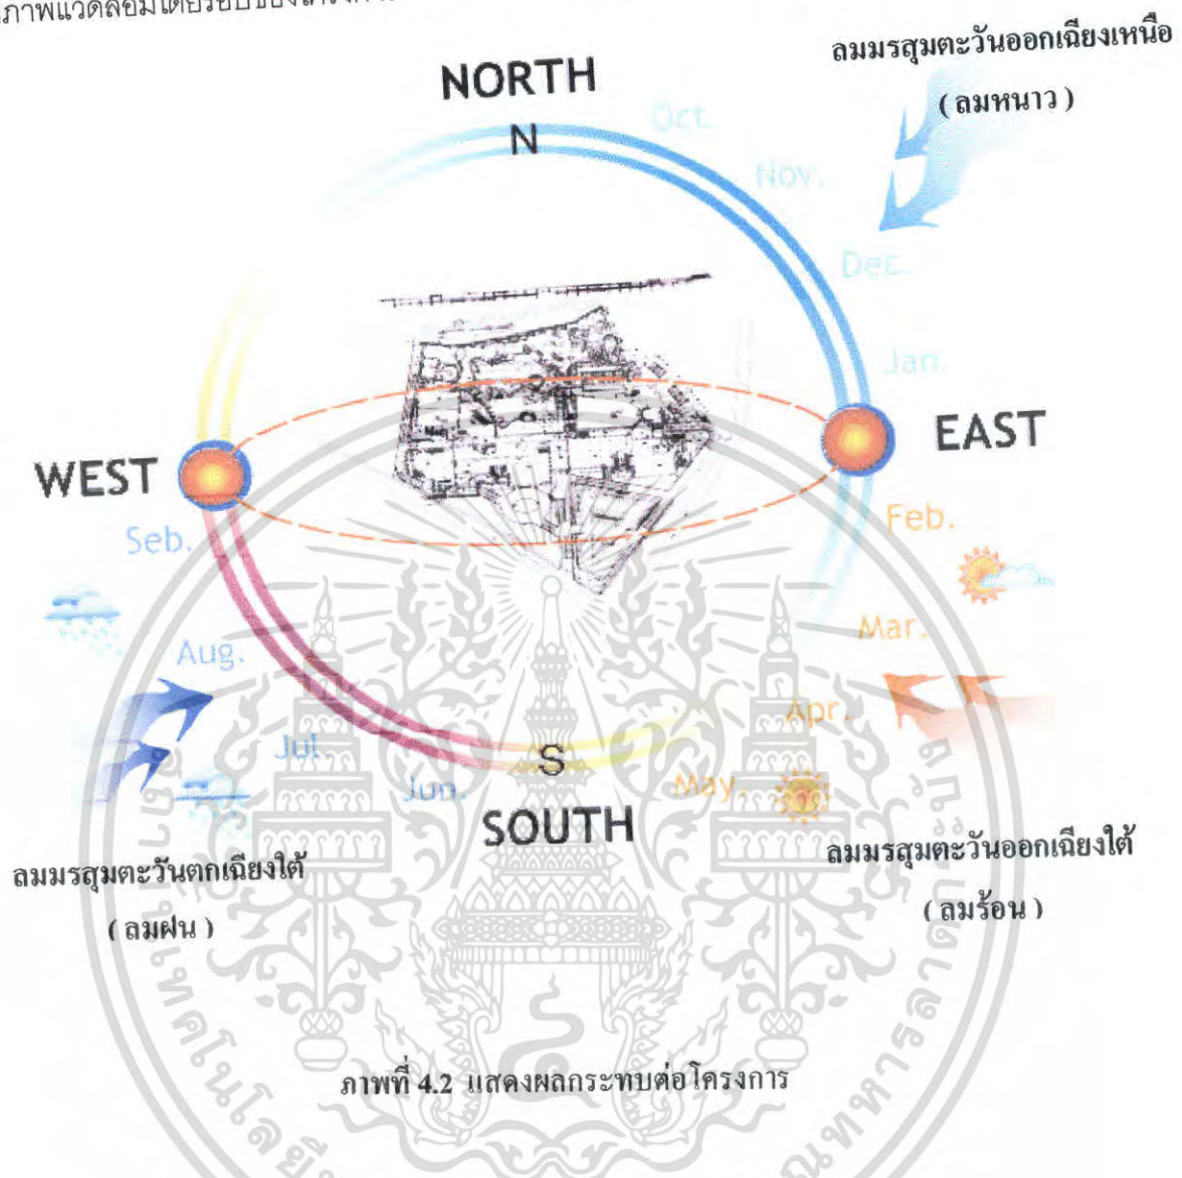 ลมมรสุมตะวันออกเฉียงเหนือ
( ลมหนาว )
NORTH
N
Oct.
Nov.
Dec.
Jan.
EAST
WEST
Feb.
Seb.
Mar.
Aug.
Apr.
Jul.
S
May.
Jun.
SOUTH
ลมมรสุมตะวันตกเฉียงใต้
( ลมฝน )
ลมมรสุมตะวันออกเฉียงใต้
( ลมร้อน )
ภาพที่ 4.2 แสดงผลกระทบต่อโครงการ